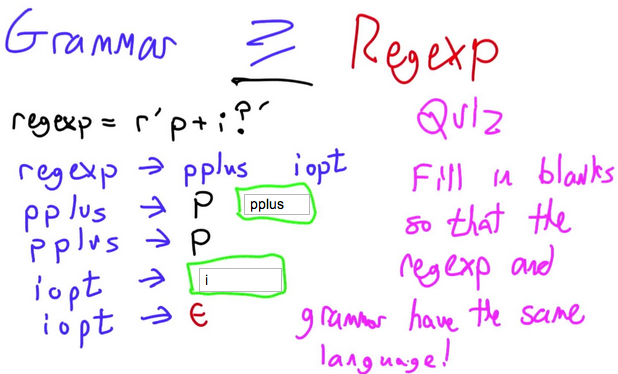 Grammar ≥ Regexp
regexp = r'p+i?'
Quiz
regexp → pplus iopt
Fill in blanks
pplus → p pplus
so that the
pplus → p
regexp and
iopt → i
grammar have the same
iopt → ε
language!